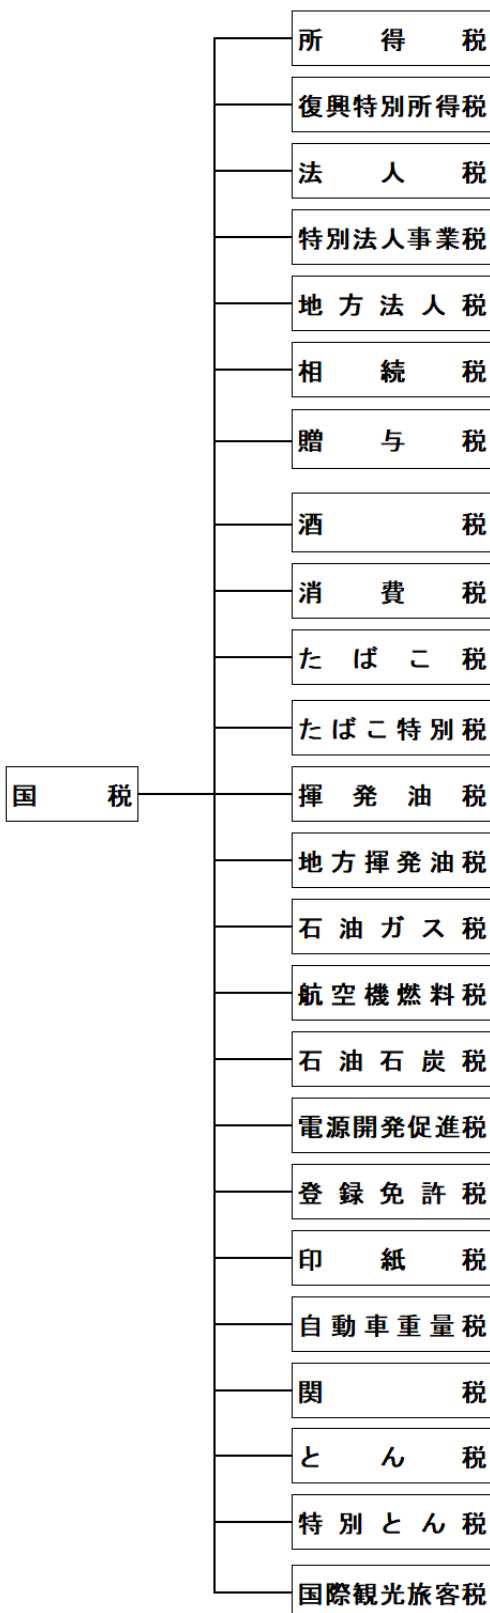 所得税
復興特別所得税
法人税
特別法人事業税
地方法人税
相続税
贈与税
酒税
消費税
たばこ税
たばこ特別税
国税
揮発油税
地方揮発油税
石油ガス税
航空機燃料税
石油石炭税
電源開発促進税
登録免許税
印紙税
自動車重量税
関税
とん税
特別とん税
国際観光旅客税